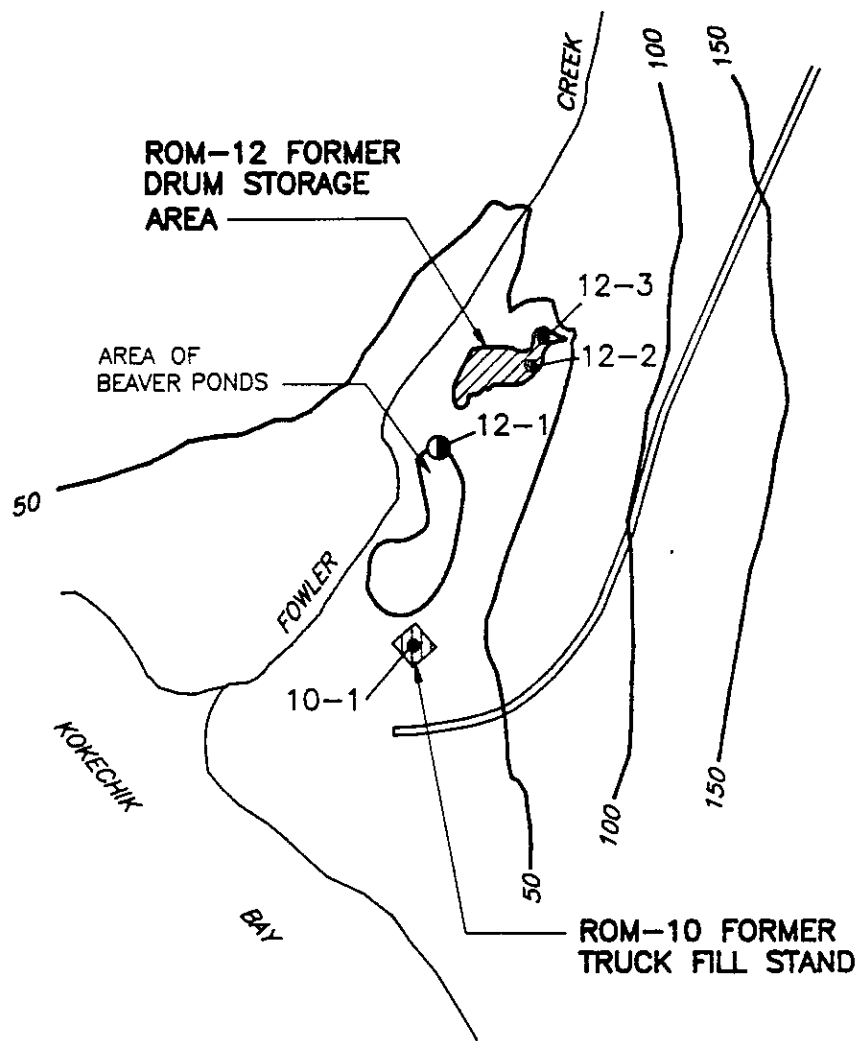 CREEK
100
150
ROM-12 FORMER
DRUM STORAGE
AREA
12-3
12-2
AREA OF
BEAVER PONDS
12-1
50
FOWLER
10-1
KOKECHIK
BAY
100
150
50
ROM-10 FORMER
TRUCK FILL STAND